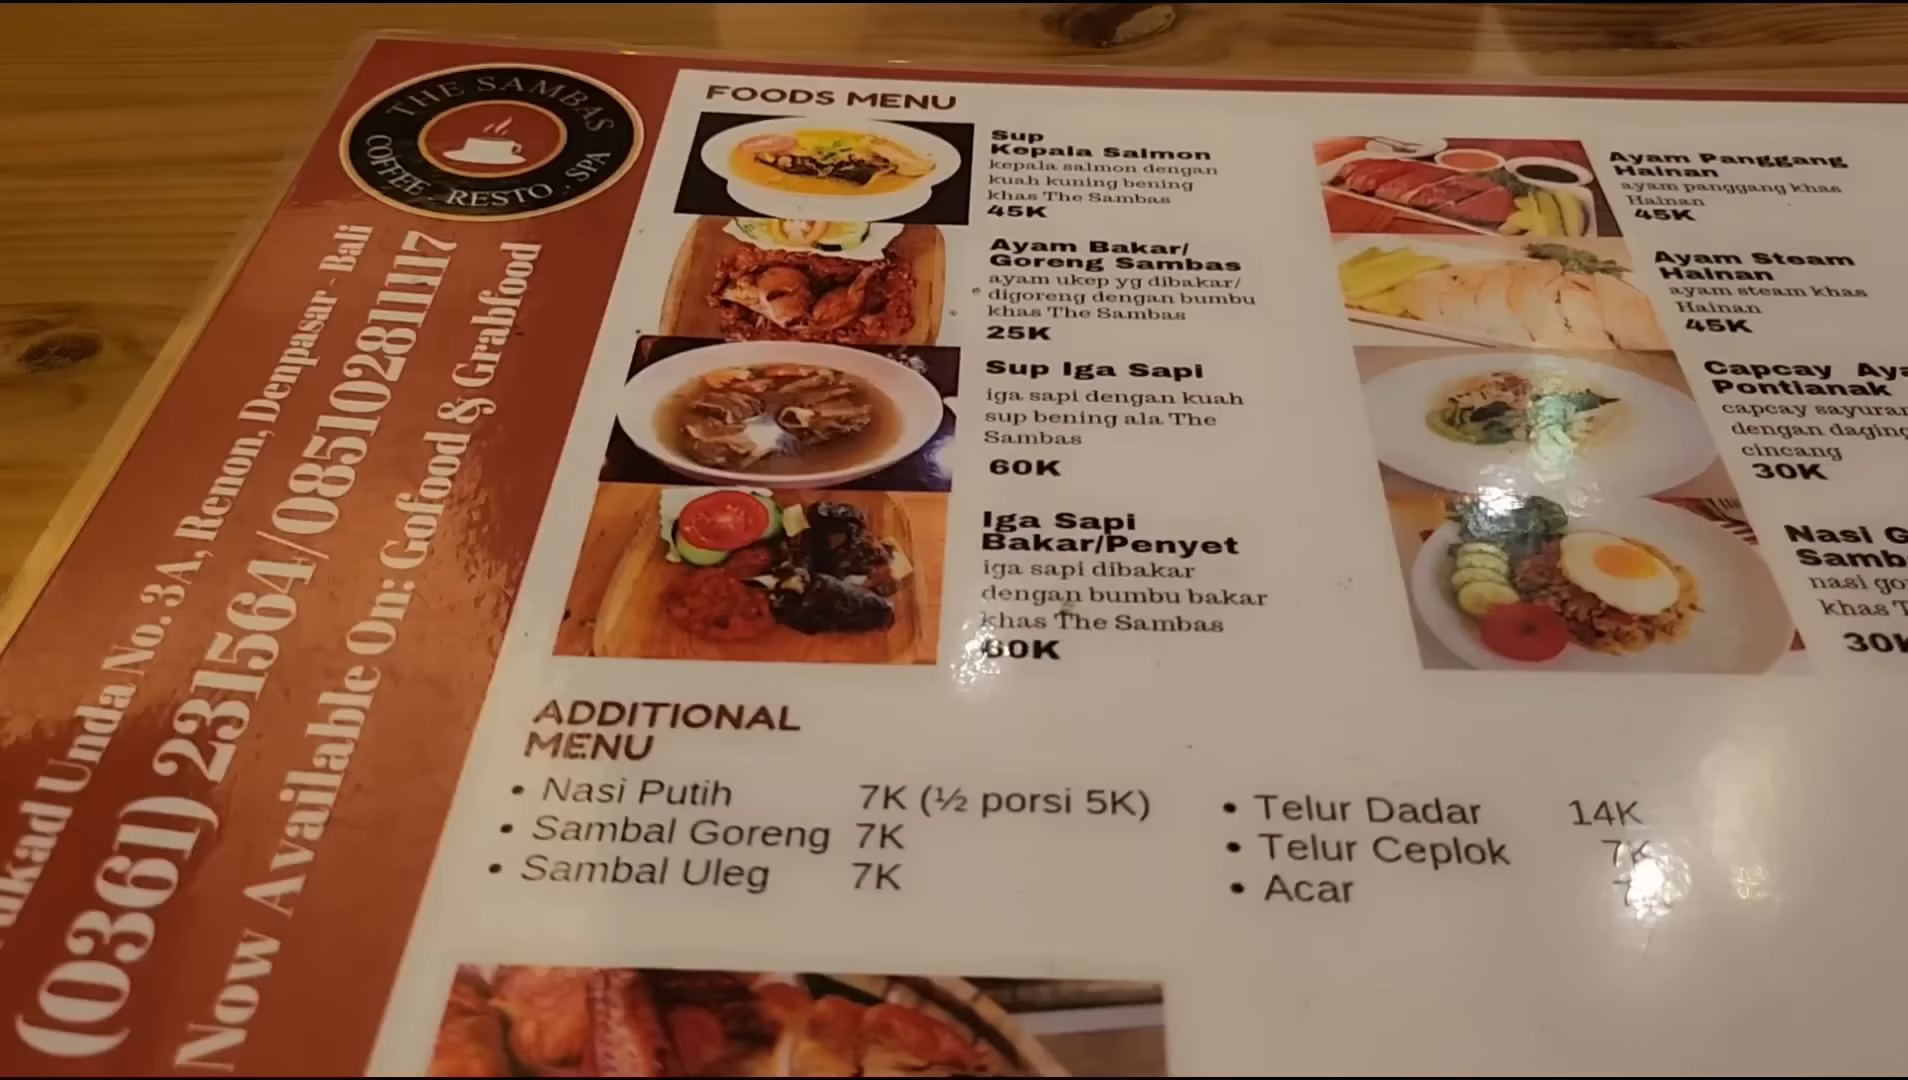 THE SAMBAS
COFFEE . RESTO . SPA
Unda No. 3A, Renon, Denpasar - Bali
(0361) 231564/085102811117
Now Available On: Gofood & Grabfood
FOODS MENU
Sup
Kepala Salmon
kepala salmon dengan
kuah kuning bening
khas The Sambas
45K
Ayam Bakar/
Goreng Sambas
ayam ukep yg dibakar/
digoreng dengan bumbu
khas The Sambas
25K
Sup Iga Sapi
iga sapi dengan kuah
sup bening ala The
Sambas
60K
Iga Sapi
Bakar/Penyet
iga sapi dibakar
dengan bumbu bakar
khas The Sambas
60K
Ayam Panggang
Hainan
ayam panggang khas
Hainan
45K
Ayam Steam
Hainan
ayam steam khas
Hainan
45K
Capcay
Pontianak
capcay sayuran
dengan daging
cincang
30K
Nasi
nasi
khas
30K
ADDITIONAL
MENU
• Nasi Putih 7K (½ porsi 5K)
• Sambal Goreng 7K
• Sambal Uleg 7K
• Telur Dadar 14K
• Telur Ceplok 7K
• Acar